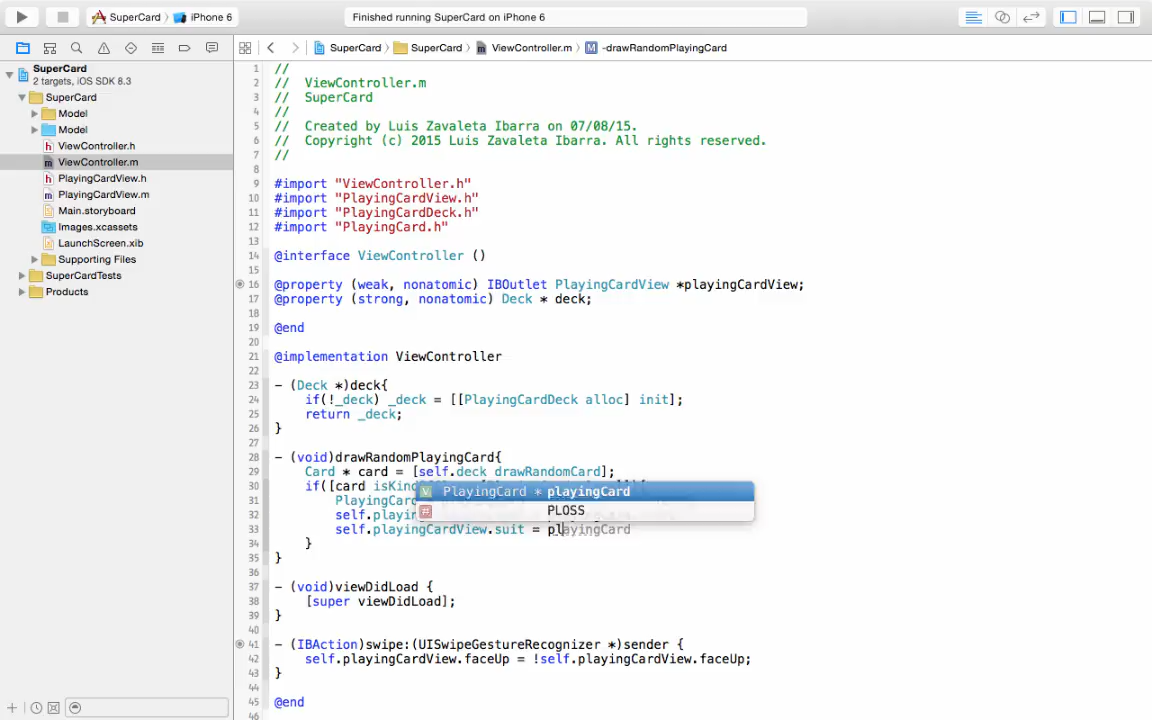 SuperCard iPhone 6
Finished running SuperCard on iPhone 6
SuperCard SuperCard ViewController.m M -drawRandomPlayingCard
SuperCard
2 targets, iOS SDK 8.3
SuperCard
Model
Model
h ViewController.h
m ViewController.m
h PlayingCardView.h
m PlayingCardView.m
Main.storyboard
Images.xcassets
LaunchScreen.xib
Supporting Files
SuperCardTests
Products
1 //
2 // ViewController.m
3 // SuperCard
4 //
5 // Created by Luis Zavaleta Ibarra on 07/08/15.
6 // Copyright (c) 2015 Luis Zavaleta Ibarra. All rights reserved.
7 //
8
9 #import "ViewController.h"
10 #import "PlayingCardView.h"
11 #import "PlayingCardDeck.h"
12 #import "PlayingCard.h"
13
14 @interface ViewController ()
15
16 @property (weak, nonatomic) IBOutlet PlayingCardView *playingCardView;
17 @property (strong, nonatomic) Deck * deck;
18
19 @end
20
21 @implementation ViewController
22
23 - (Deck *)deck{
24 if(!_deck) _deck = [[PlayingCardDeck alloc] init];
25 return _deck;
26 }
27
28 - (void)drawRandomPlayingCard{
29 Card * card = [self.deck drawRandomCard];
30 if([card isKin
V PlayingCard * playingCard
31 PlayingCar
# PLOSS
32 self.playi
33 self.playingCardView.suit = playingCard
34 }
35 }
36
37 - (void)viewDidLoad {
38 [super viewDidLoad];
39 }
40
41 - (IBAction)swipe:(UISwipeGestureRecognizer *)sender {
42 self.playingCardView.faceUp = !self.playingCardView.faceUp;
43 }
44
45 @end
46